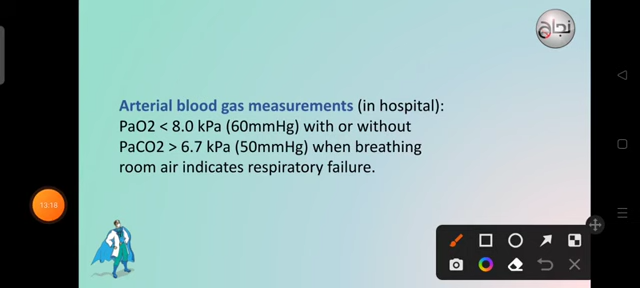 نجاح
Arterial blood gas measurements (in hospital):
PaO2 < 8.0 kPa (60mmHg) with or without
PaCO2 > 6.7 kPa (50mmHg) when breathing
room air indicates respiratory failure.
13:18